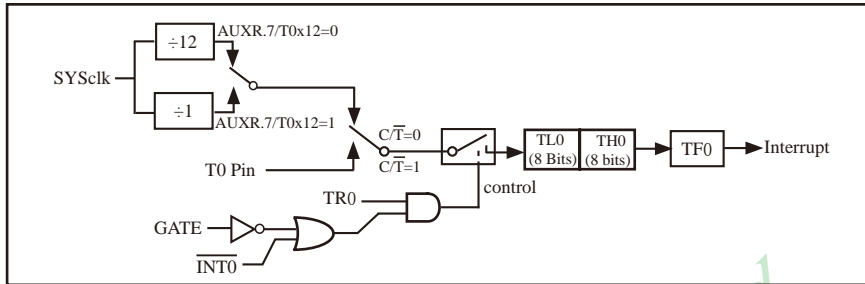 AUXR.7/T0x12=0
÷12
SYSclk
÷1
AUXR.7/T0x12=1
C/T̅=0
C/T̅=1
T0 Pin
TL0
(8 Bits)
TH0
(8 bits)
TF0
Interrupt
control
TR0
GATE
I̅N̅T̅0̅